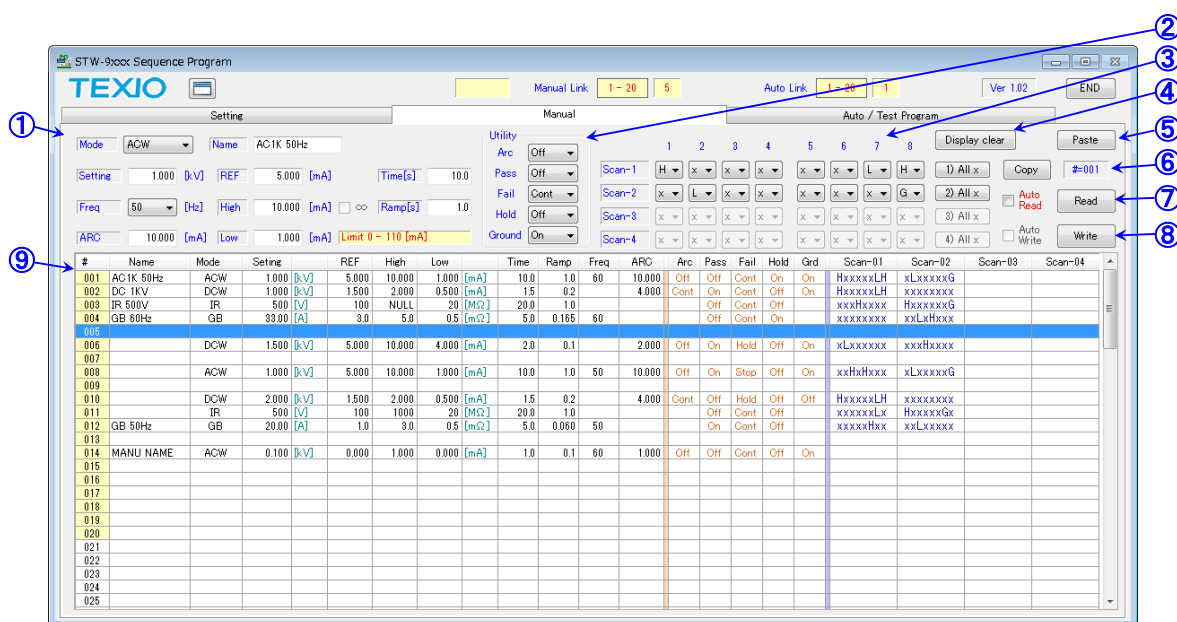 ②
STW-9xxx Sequence Program
③
TEXIO Manual Link 1 - 20 5 Auto Link 1 - 20 1 Ver 1.02 END
④
Setting Manual Auto / Test Program
① ⑤
Mode ACW Name AC1K 50Hz Utility 1 2 3 4 5 6 7 8 Display clear Paste
Arc Off
Setting 1.000 [kV] REF 5.000 [mA] Time[s] 10.0 Pass Off Scan-1 H x x x x x L H 1) All x Copy #=001 ⑥
Fail Cont Scan-2 x L x x x x x G 2) All x Auto Read Read ⑦
Freq 50 [Hz] High 10.000 [mA] ∞ Ramp[s] 1.0 Hold Off Scan-3 x x x x x x x x 3) All x
ARC 10.000 [mA] Low 1.000 [mA] Limit 0 - 110 [mA] Ground On Scan-4 x x x x x x x x 4) All x Auto Write Write ⑧
⑨ # Name Mode Seting REF High Low Time Ramp Freq ARC Arc Pass Fail Hold Grd Scan-01 Scan-02 Scan-03 Scan-04
001 AC1K 50Hz ACW 1.000 [kV] 5.000 10.000 1.000 [mA] 10.0 1.0 60 10.000 Off Off Cont On On HxxxxxLH xLxxxxxG
002 DC 1KV DCW 1.000 [kV] 1.500 2.000 0.500 [mA] 1.5 0.2 4.000 Cont On Cont Off On HxxxxxLH xxxxxxxx
003 IR 500V IR 500 [V] 100 NULL 20 [MΩ] 20.0 1.0 Off Cont Off xxxHxxxx HxxxxxxG
004 GB 60Hz GB 33.00 [A] 3.0 5.0 0.5 [mΩ] 5.0 0.165 60 Off Cont On xxxxxxxx xxLxHxxx
005
006 DCW 1.500 [kV] 5.000 10.000 4.000 [mA] 2.0 0.1 2.000 Off On Hold Off On xLxxxxxx xxxHxxxx
007
008 ACW 1.000 [kV] 5.000 10.000 1.000 [mA] 10.0 1.0 50 10.000 Off On Stop Off On xxHxHxxx xLxxxxxG
009
010 DCW 2.000 [kV] 1.500 2.000 0.500 [mA] 1.5 0.2 4.000 Cont Off Hold Off Off HxxxxxLH xxxxxxxx
011 IR 500 [V] 100 1000 20 [MΩ] 20.0 1.0 Off Cont Off xxxxxxLx HxxxxxGx
012 GB 50Hz GB 20.00 [A] 1.0 3.0 0.5 [mΩ] 5.0 0.060 50 On Cont Off xxxxxHxx xxLxxxxx
013
014 MANU NAME ACW 0.100 [kV] 0.000 1.000 0.000 [mA] 1.0 0.1 60 1.000 Off Off Cont Off On
015
016
017
018
019
020
021
022
023
024
025